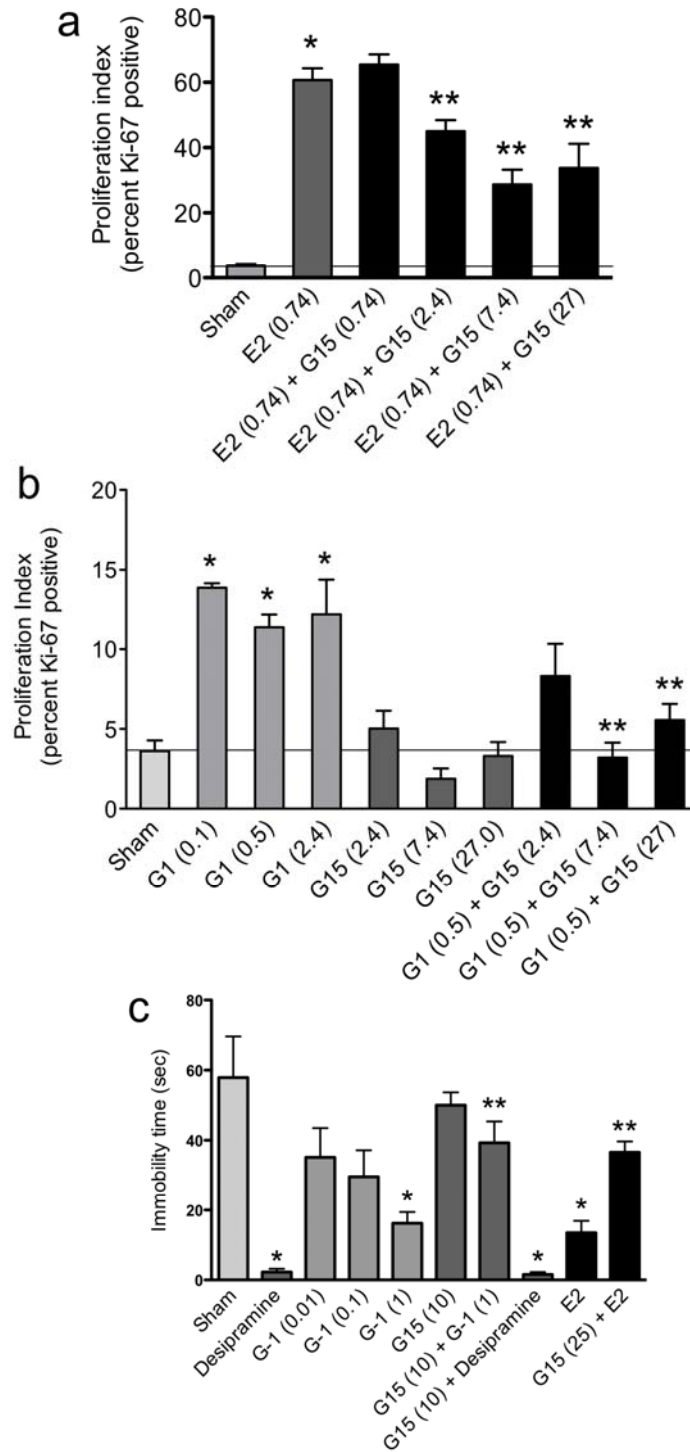 a
Proliferation index
(percent Ki-67 positive)
80
60
40
20
0
*
**
**
**
Sham
E2 (0.74)
E2 (0.74) + G15 (0.74)
E2 (0.74) + G15 (2.4)
E2 (0.74) + G15 (7.4)
E2 (0.74) + G15 (27)
b
Proliferation Index
(percent Ki-67 positive)
20
15
10
5
0
*
*
*
**
**
Sham
G1 (0.1)
G1 (0.5)
G1 (2.4)
G15 (2.4)
G15 (7.4)
G15 (27.0)
G1 (0.5) + G15 (2.4)
G1 (0.5) + G15 (7.4)
G1 (0.5) + G15 (27)
c
Immobility time (sec)
80
60
40
20
0
*
*
**
*
*
**
Sham
Desipramine
G-1 (0.01)
G-1 (0.1)
G-1 (1)
G15 (10)
G15 (10) + G-1 (1)
G15 (10) + Desipramine
E2
G15 (25) + E2